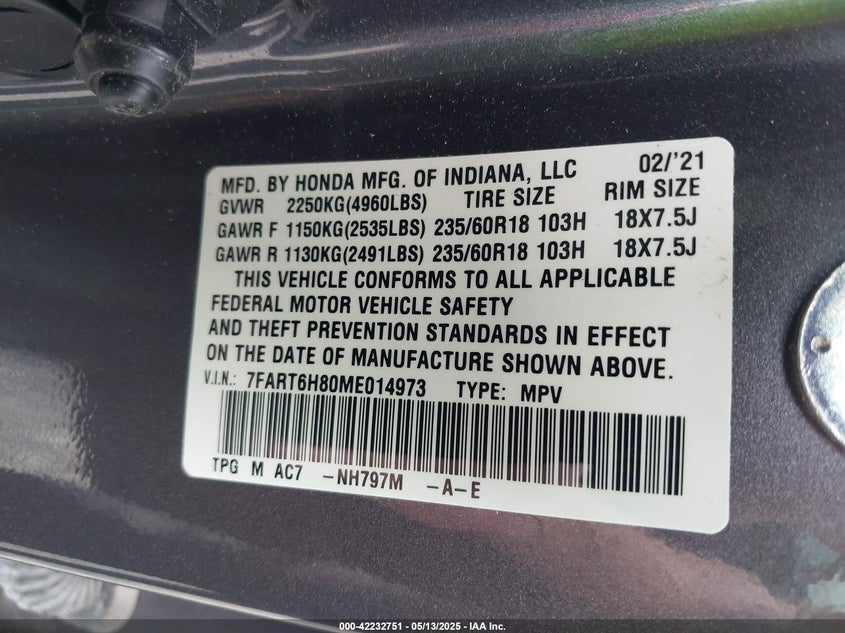 MFD. BY HONDA MFG. OF INDIANA, LLC 02/'21
GVWR 2250KG(4960LBS) TIRE SIZE RIM SIZE
GAWR F 1150KG(2535LBS) 235/60R18 103H 18X7.5J
GAWR R 1130KG(2491LBS) 235/60R18 103H 18X7.5J
THIS VEHICLE CONFORMS TO ALL APPLICABLE
FEDERAL MOTOR VEHICLE SAFETY
AND THEFT PREVENTION STANDARDS IN EFFECT
ON THE DATE OF MANUFACTURE SHOWN ABOVE.
V.I.N.: 7FART6H80ME014973 TYPE: MPV
TPG M AC7 -NH797M -A-E
000-42232751 — 05/13/2025 — IAA Inc.